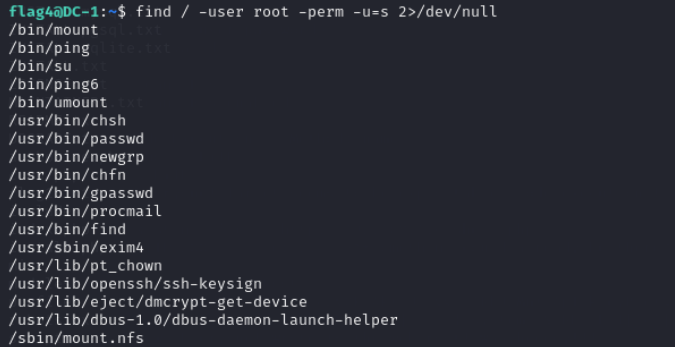 flag4@DC-1:~$ find / -user root -perm -u=s 2>/dev/null
/bin/mount
/bin/ping
/bin/su
/bin/ping6
/bin/umount
/usr/bin/chsh
/usr/bin/passwd
/usr/bin/newgrp
/usr/bin/chfn
/usr/bin/gpasswd
/usr/bin/procmail
/usr/bin/find
/usr/sbin/exim4
/usr/lib/pt_chown
/usr/lib/openssh/ssh-keysign
/usr/lib/eject/dmcrypt-get-device
/usr/lib/dbus-1.0/dbus-daemon-launch-helper
/sbin/mount.nfs